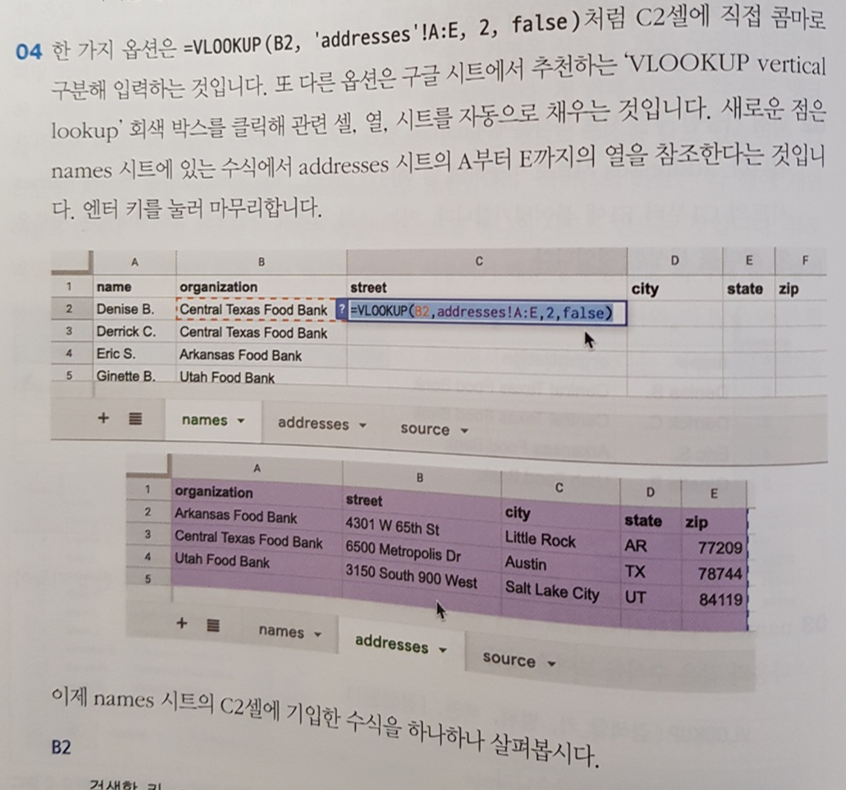 04 한 가지 옵션은 =VLOOKUP(B2, 'addresses'!A:E, 2, false)처럼 C2셀에 직접 콤마로
구분해 입력하는 것입니다. 또 다른 옵션은 구글 시트에서 추천하는 ‘VLOOKUP vertical
lookup’ 회색 박스를 클릭해 관련 셀, 열, 시트를 자동으로 채우는 것입니다. 새로운 점은
names 시트에 있는 수식에서 addresses 시트의 A부터 E까지의 열을 참조한다는 것입니
다. 엔터 키를 눌러 마무리합니다.
A B C D E F
1 name organization street city state zip
2 Denise B. Central Texas Food Bank ? =VLOOKUP(B2,addresses!A:E,2,false)
3 Derrick C. Central Texas Food Bank
4 Eric S. Arkansas Food Bank
5 Ginette B. Utah Food Bank
+ names addresses source
A B C D E
1 organization street city state zip
2 Arkansas Food Bank 4301 W 65th St Little Rock AR 77209
3 Central Texas Food Bank 6500 Metropolis Dr Austin TX 78744
4 Utah Food Bank 3150 South 900 West Salt Lake City UT 84119
5
+ names addresses source
이제 names 시트의 C2셀에 기입한 수식을 하나하나 살펴봅시다.
B2
검색할 키